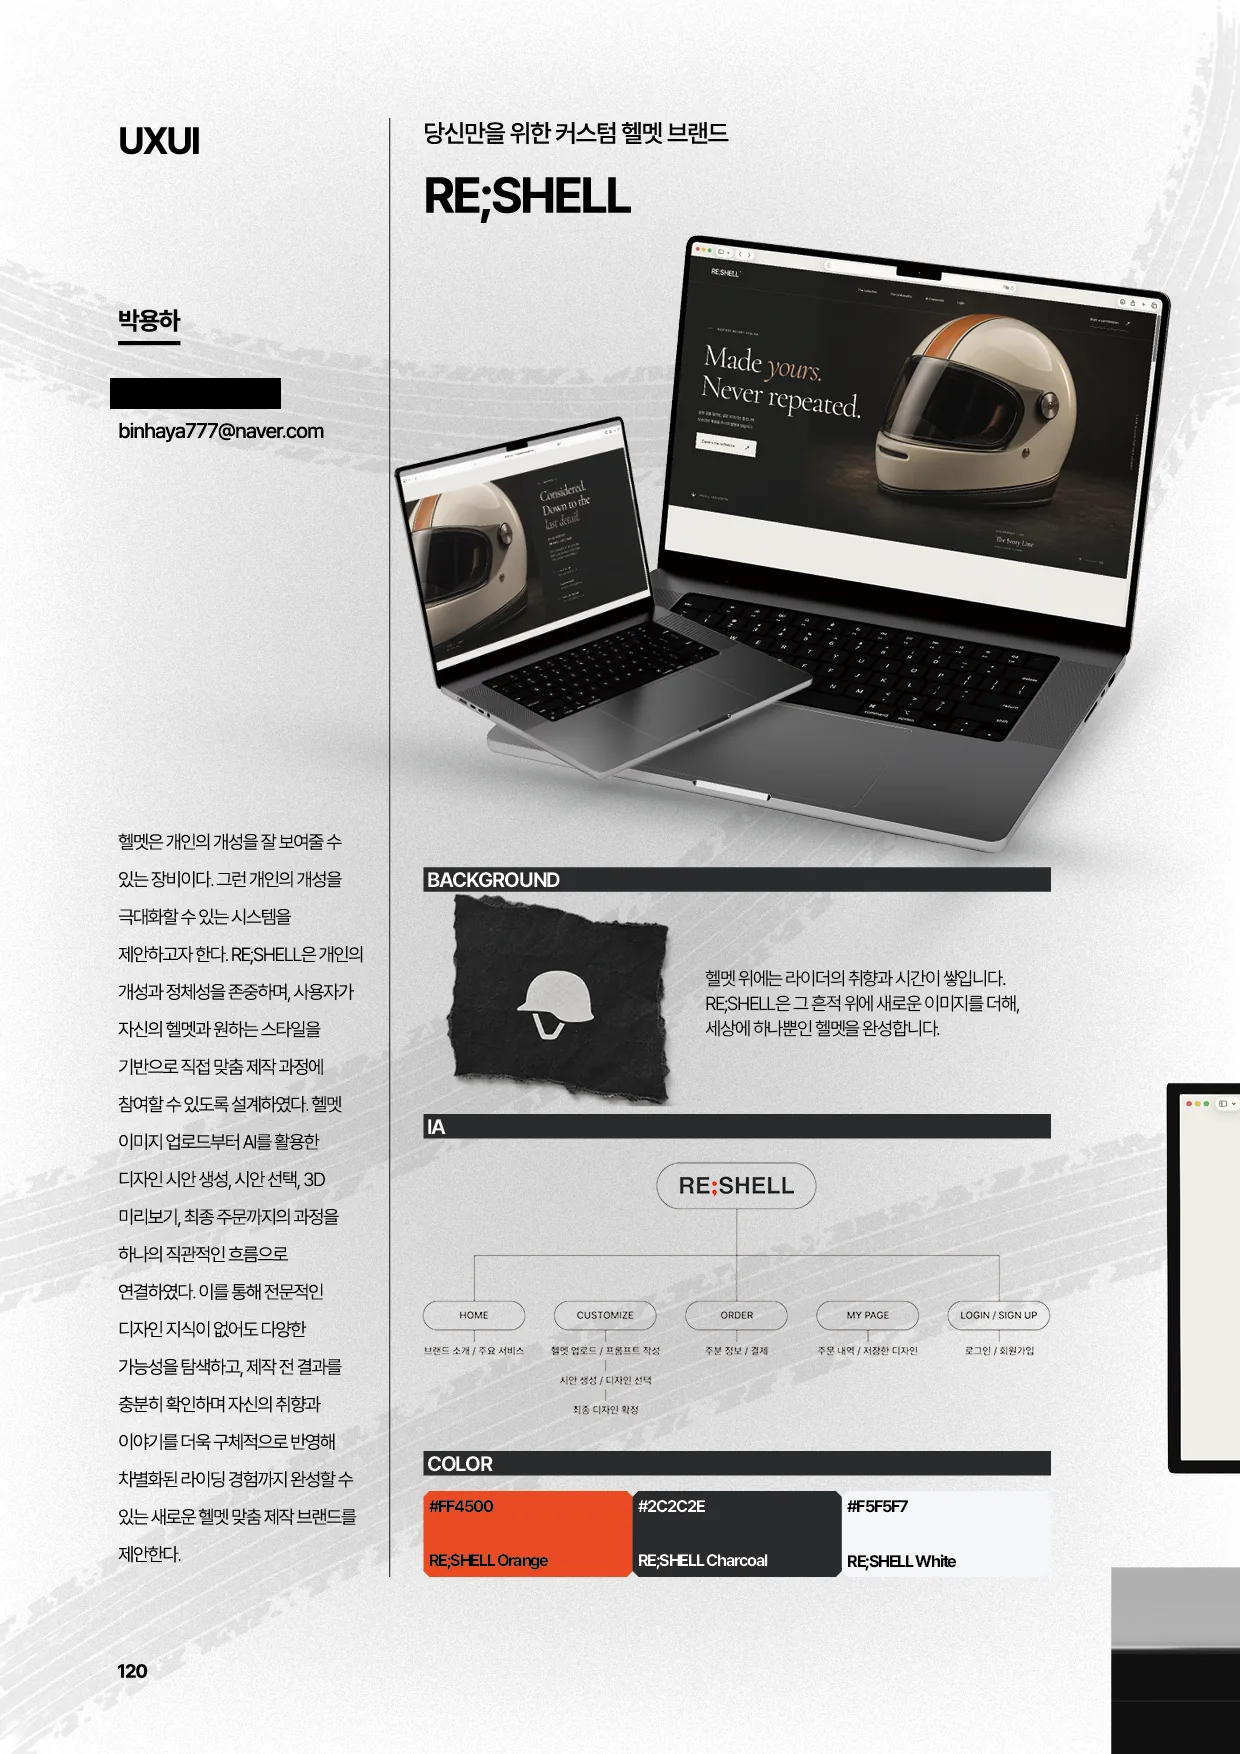 UXUI
박용하
binhaya777@naver.com
헬멧은 개인의 개성을 잘 보여줄 수
있는 장비이다. 그런 개인의 개성을
극대화할 수 있는 시스템을
제안하고자 한다. RE;SHELL은 개인의
개성과 정체성을 존중하며, 사용자가
자신의 헬멧과 원하는 스타일을
기반으로 직접 맞춤 제작 과정에
참여할 수 있도록 설계하였다. 헬멧
이미지 업로드부터 AI를 활용한
디자인 시안 생성, 시안 선택, 3D
미리보기, 최종 주문까지의 과정을
하나의 직관적인 흐름으로
연결하였다. 이를 통해 전문적인
디자인 지식이 없어도 다양한
가능성을 탐색하고, 제작 전 결과를
충분히 확인하며 자신의 취향과
이야기를 더욱 구체적으로 반영해
차별화된 라이딩 경험까지 완성할 수
있는 새로운 헬멧 맞춤 제작 브랜드를
제안한다.
120
당신만을 위한 커스텀 헬멧 브랜드
RE;SHELL
RE;SHELL
Made yours.
Never repeated.
The Ivory Line
Considered.
Down to the
last detail.
BACKGROUND
헬멧 위에는 라이더의 취향과 시간이 쌓입니다.
RE;SHELL은 그 흔적 위에 새로운 이미지를 더해,
세상에 하나뿐인 헬멧을 완성합니다.
IA
RE;SHELL
HOME
CUSTOMIZE
ORDER
MY PAGE
LOGIN / SIGN UP
브랜드 소개 / 주요 서비스
헬멧 업로드 / 프롬프트 작성
주문 정보 / 결제
주문 내역 / 저장한 디자인
로그인 / 회원가입
시안 생성 / 디자인 선택
최종 디자인 확정
COLOR
#FF4500
#2C2C2E
#F5F5F7
RE;SHELL Orange
RE;SHELL Charcoal
RE;SHELL White